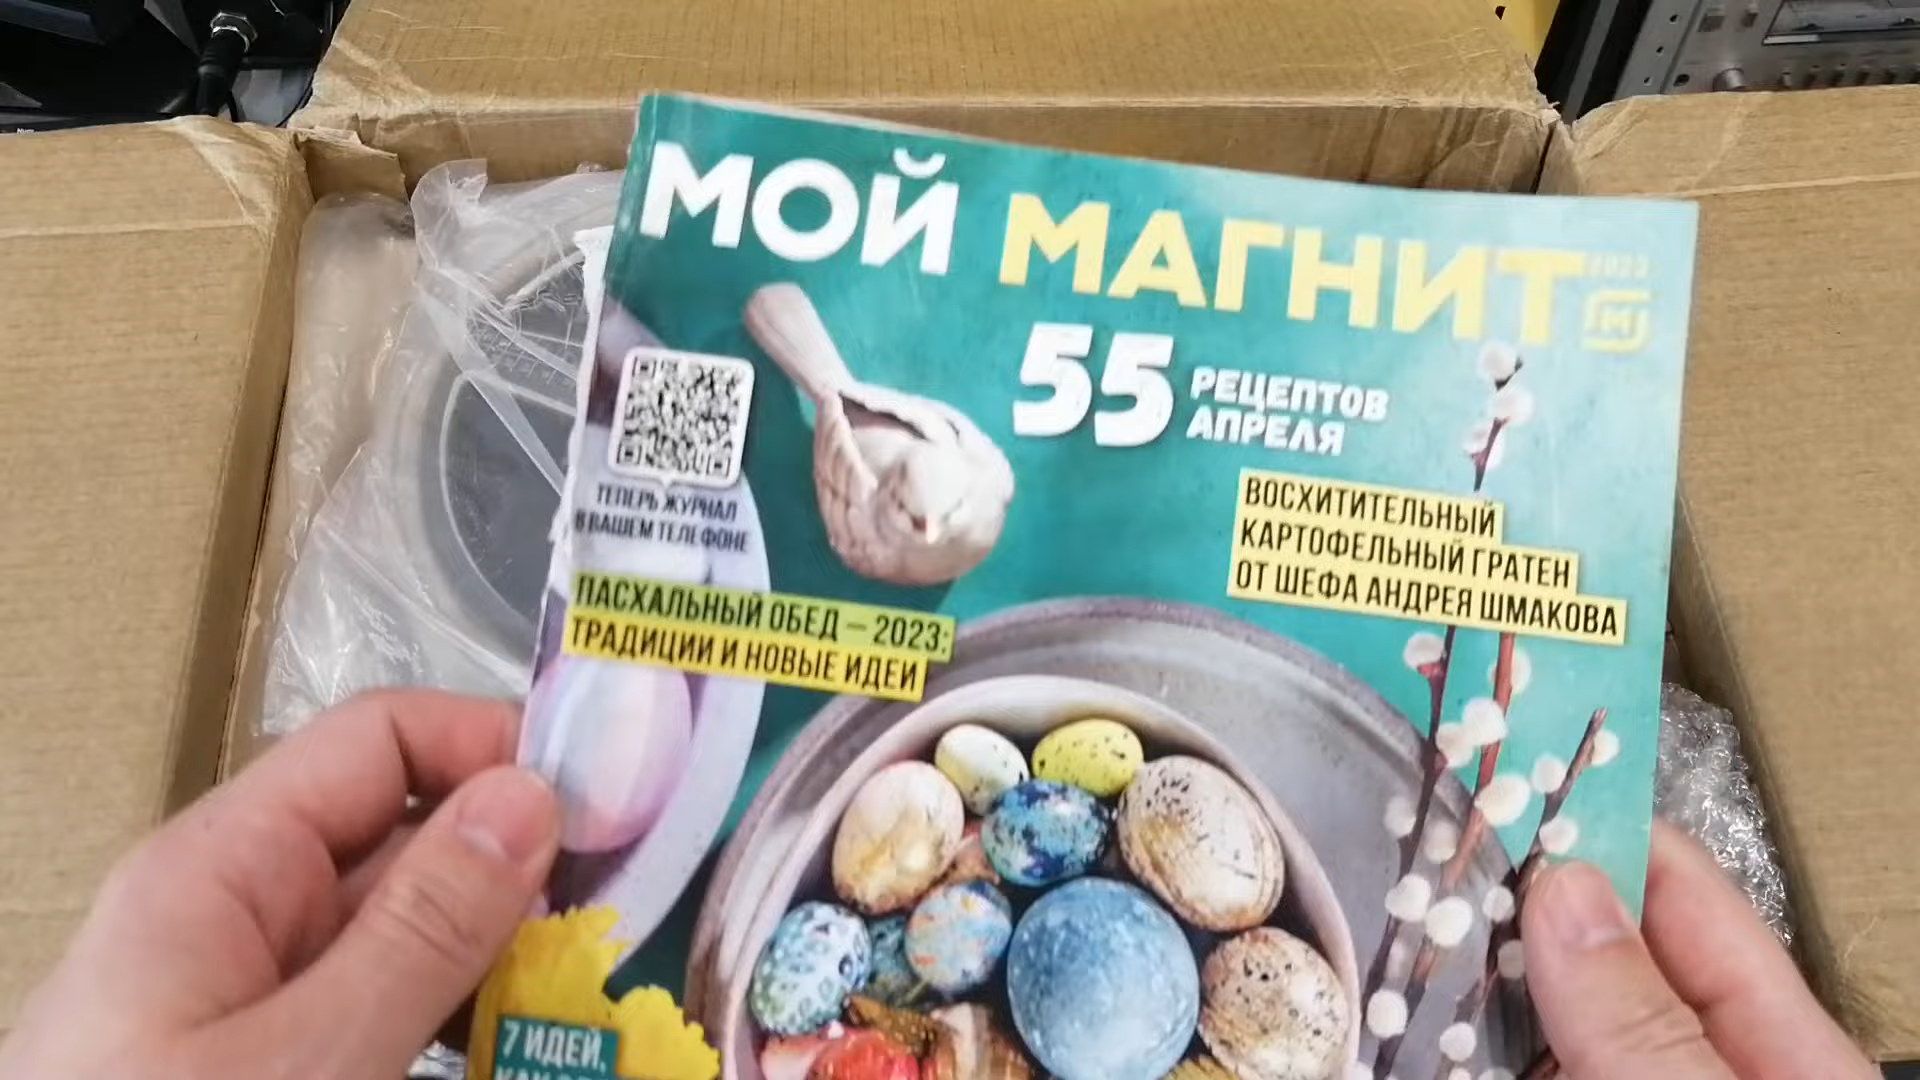 МОЙ МАГНИТ
2023
М
55 РЕЦЕПТОВ
АПРЕЛЯ
ТЕПЕРЬ ЖУРНАЛ
В ВАШЕМ ТЕЛЕФОНЕ
ВОСХИТИТЕЛЬНЫЙ
КАРТОФЕЛЬНЫЙ ГРАТЕН
ОТ ШЕФА АНДРЕЯ ШМАКОВА
ПАСХАЛЬНЫЙ ОБЕД – 2023:
ТРАДИЦИИ И НОВЫЕ ИДЕИ
7 ИДЕЙ,